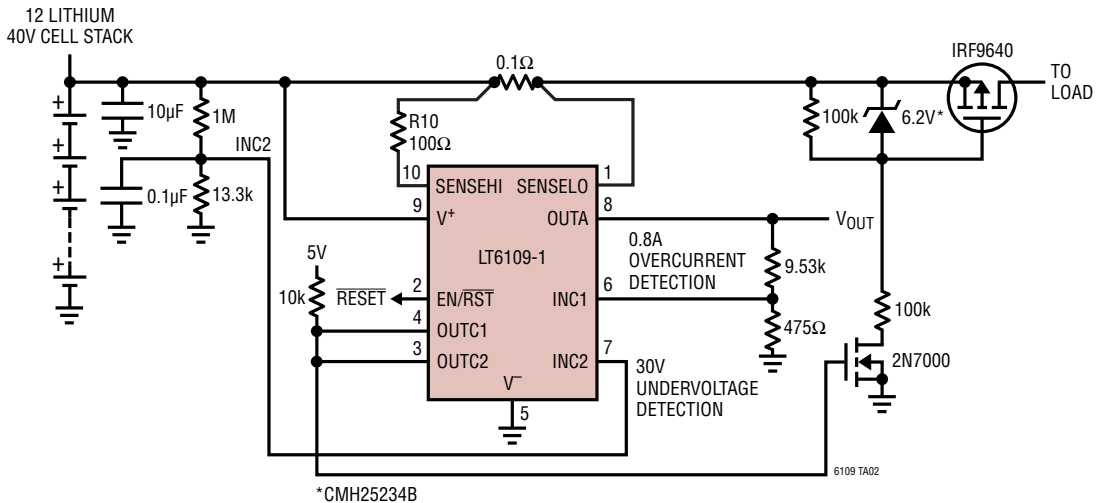 12 LITHIUM
40V CELL STACK
0.1Ω
IRF9640
TO
LOAD
+
10µF
1M
R10
100Ω
100k
6.2V*
INC2
+
+
0.1µF
13.3k
10
SENSEHI
SENSELO
1
9
V+
OUTA
8
VOUT
LT6109-1
0.8A
OVERCURRENT
DETECTION
9.53k
5V
10k
RESET
2
EN/RST
INC1
6
4
OUTC1
475Ω
100k
3
OUTC2
INC2
7
2N7000
+
V−
5
30V
UNDERVOLTAGE
DETECTION
6109 TA02
*CMH25234B